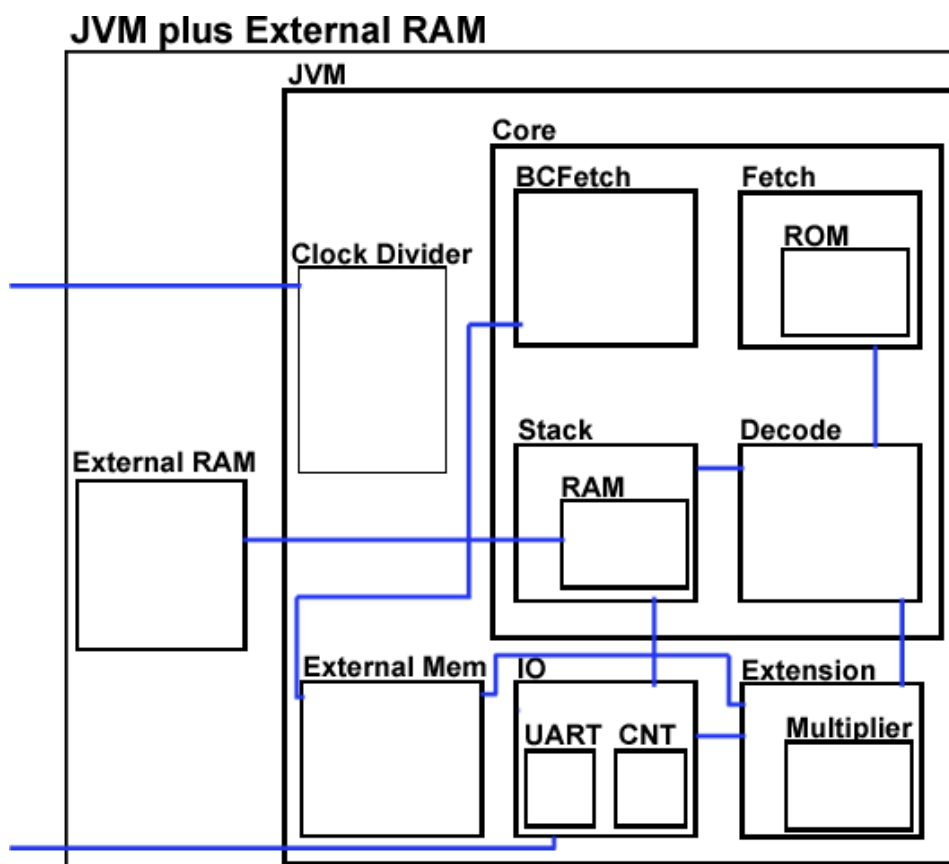 JVM plus External RAM
JVM
Core
BCFetch
Fetch
ROM
Clock Divider
Stack
Decode
External RAM
RAM
External Mem
IO
Extension
UART
CNT
Multiplier